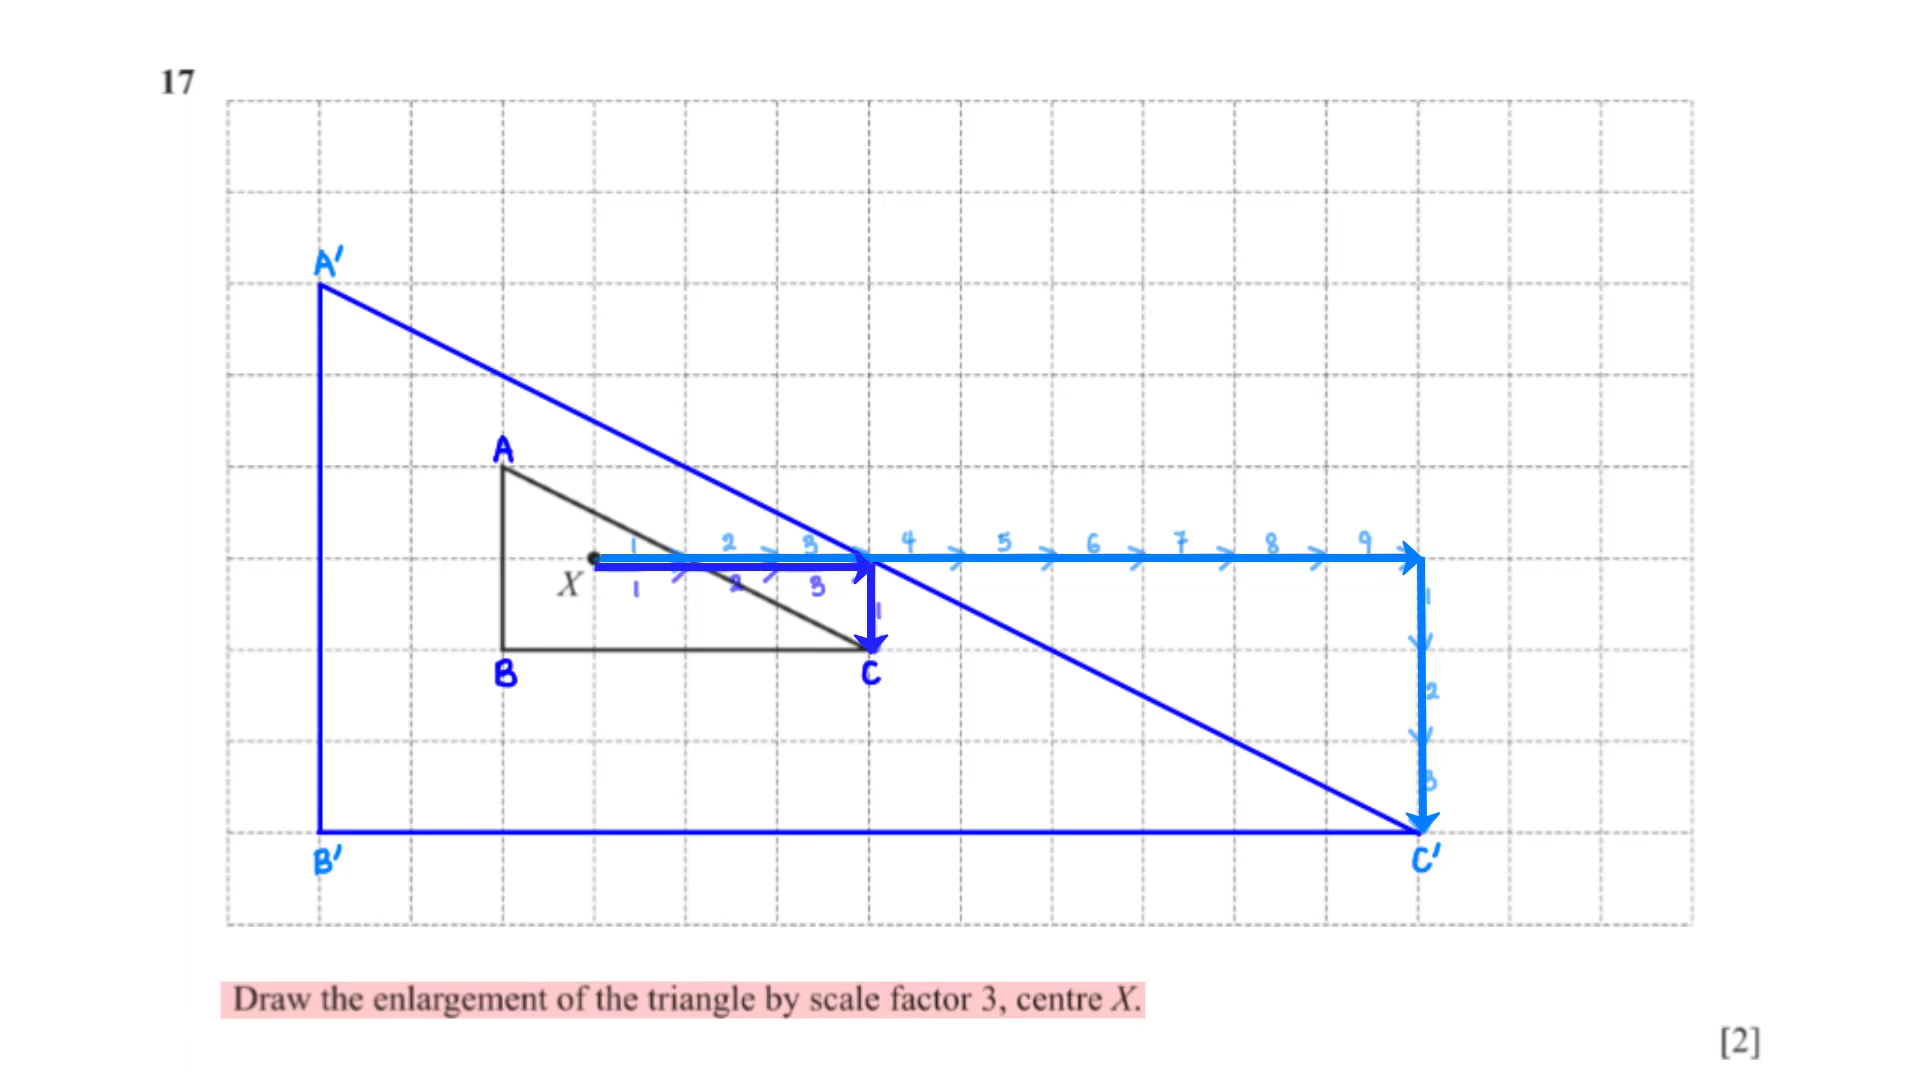 17
A'
A
1 2 3 4 5 6 7 8 9
X 1 2 3 1 1
B C 2
3
B' C'
Draw the enlargement of the triangle by scale factor 3, centre X.
[2]